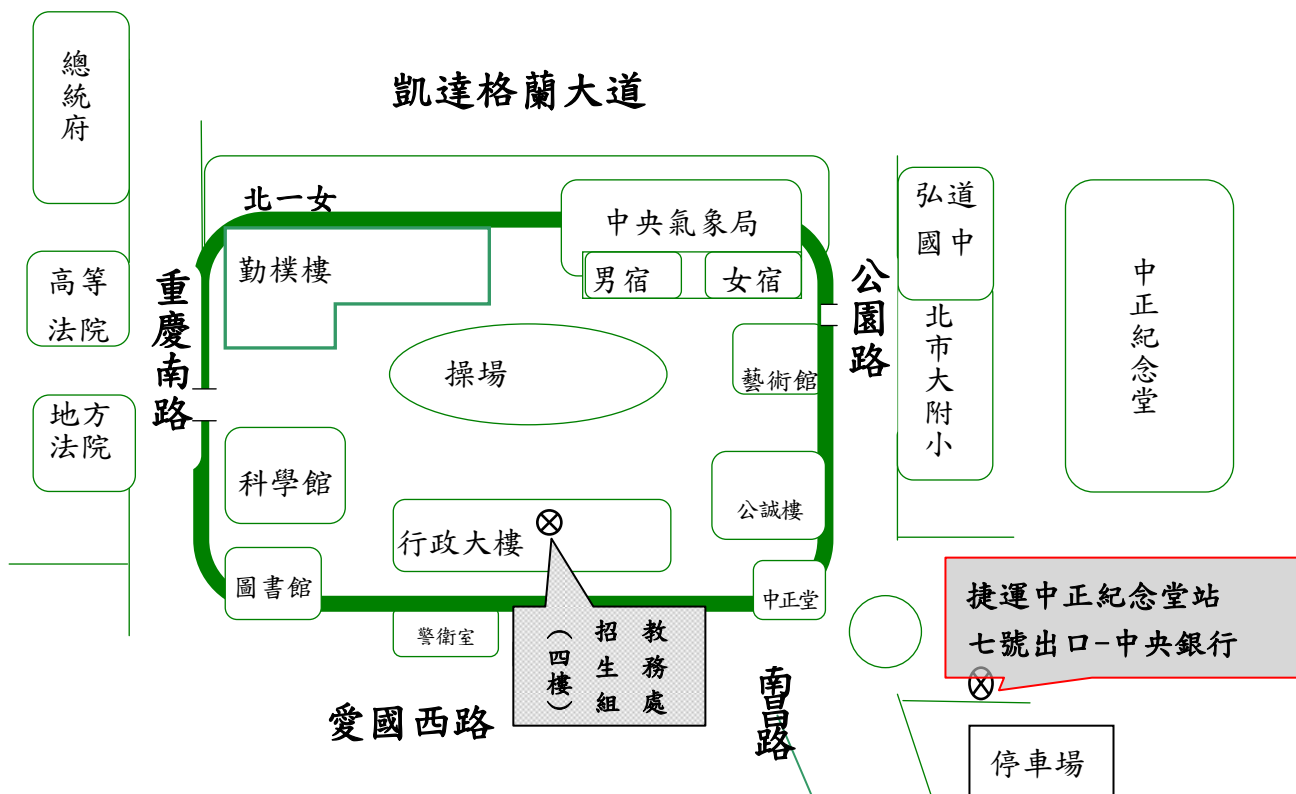 總統府
凱達格蘭大道
北一女
中央氣象局
弘道
國中
勤樸樓
男宿
女宿
高等
法院
重慶南路
公園路
中正紀念堂
北市大附小
操場
藝術館
地方
法院
科學館
公誠樓
行政大樓
圖書館
中正堂
捷運中正紀念堂站
七號出口-中央銀行
警衛室
教務處
招生組
(四樓)
南昌路
愛國西路
停車場